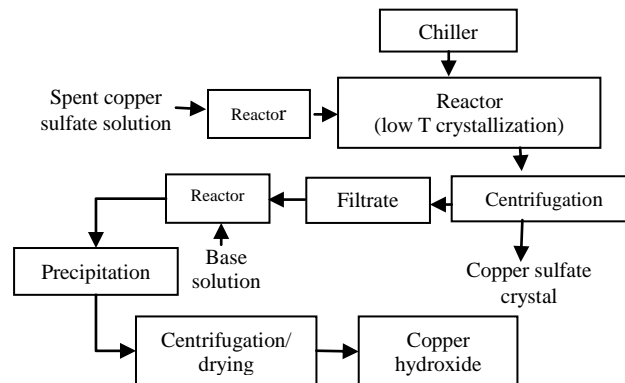 Chiller
Spent copper
sulfate solution
Reactor
Reactor
(low T crystallization)
Reactor
Filtrate
Centrifugation
Precipitation
Base
solution
Copper sulfate
crystal
Centrifugation/
drying
Copper
hydroxide